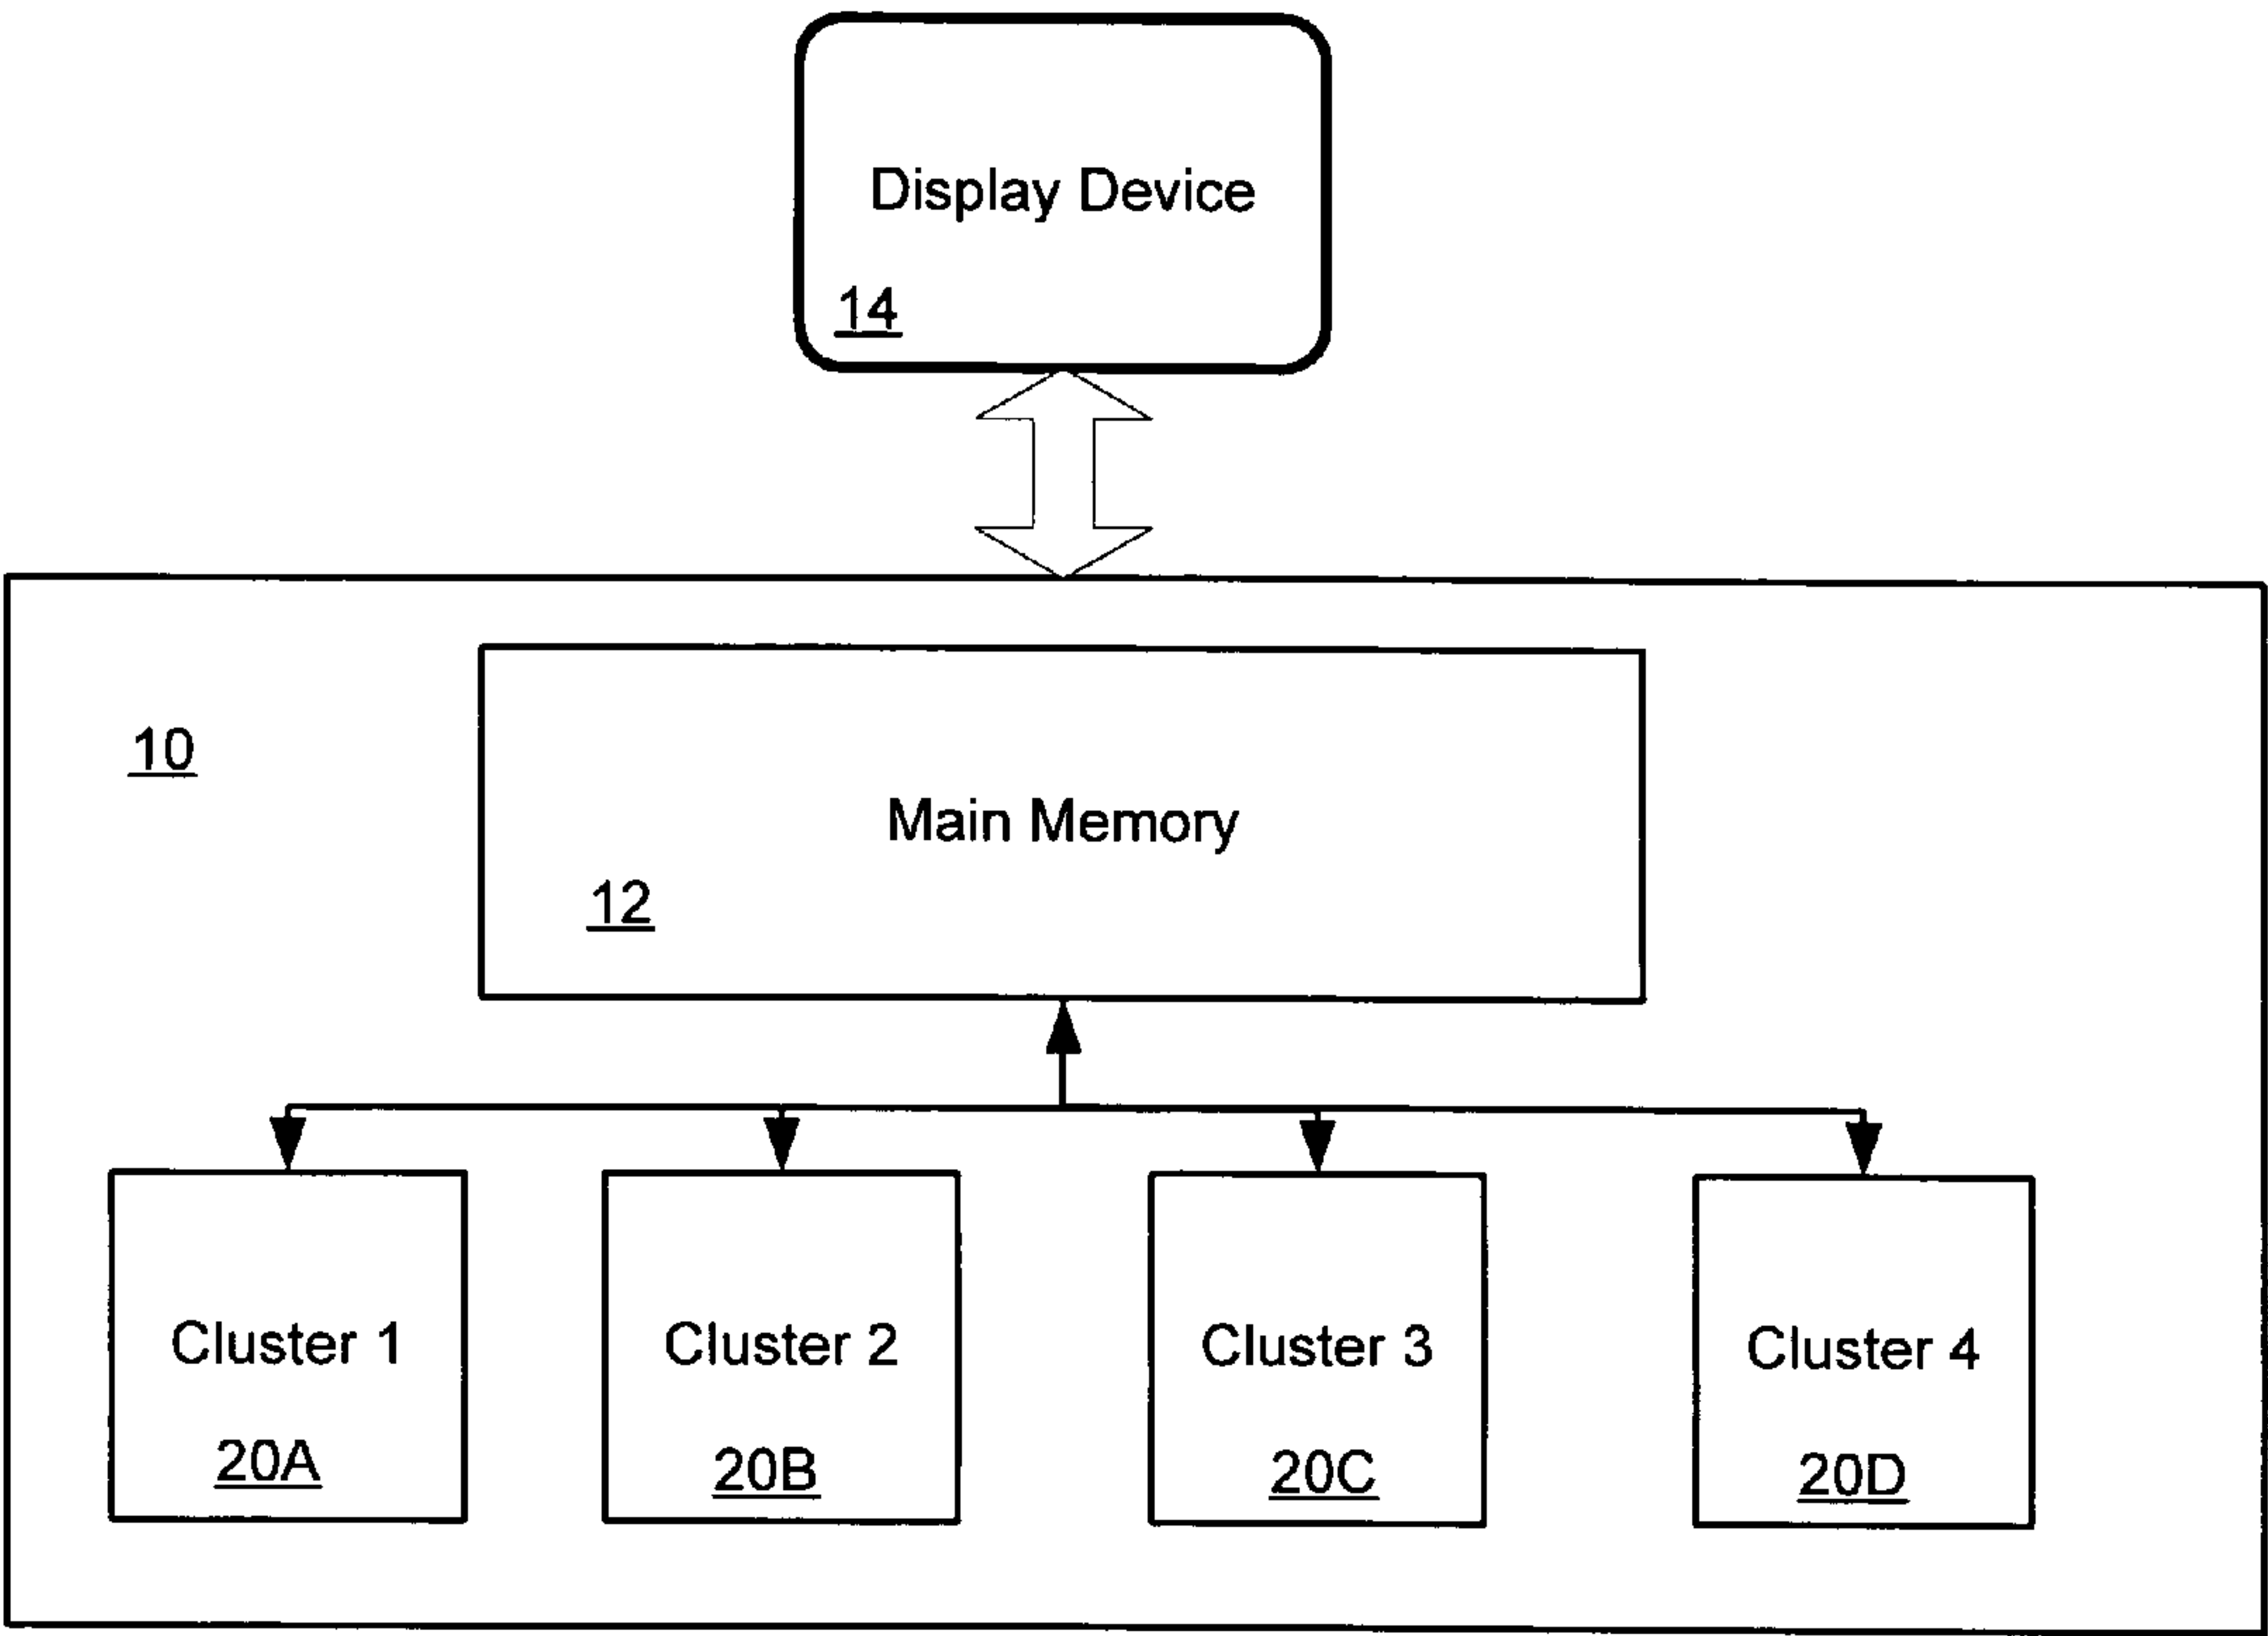 Display Device
14
10
Main Memory
12
Cluster 1
20A
Cluster 2
20B
Cluster 3
20C
Cluster 4
20D